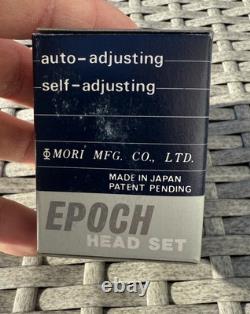 auto-adjusting
self-adjusting
MORI MFG. CO., LTD.
MADE IN JAPAN
PATENT PENDING
EPOCH
HEAD SET